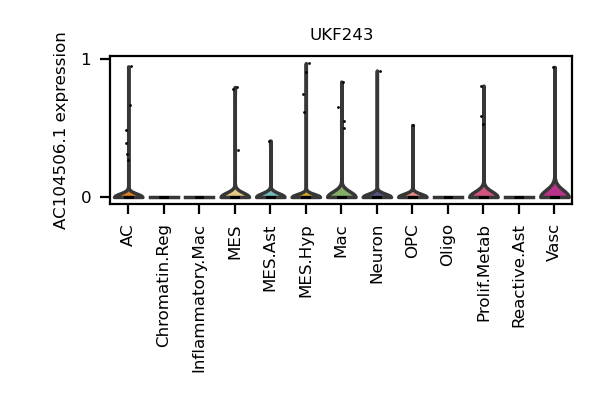 UKF243
AC104506.1 expression
1
0
AC
Chromatin.Reg
Inflammatory.Mac
MES
MES.Ast
MES.Hyp
Mac
Neuron
OPC
Oligo
Prolif.Metab
Reactive.Ast
Vasc